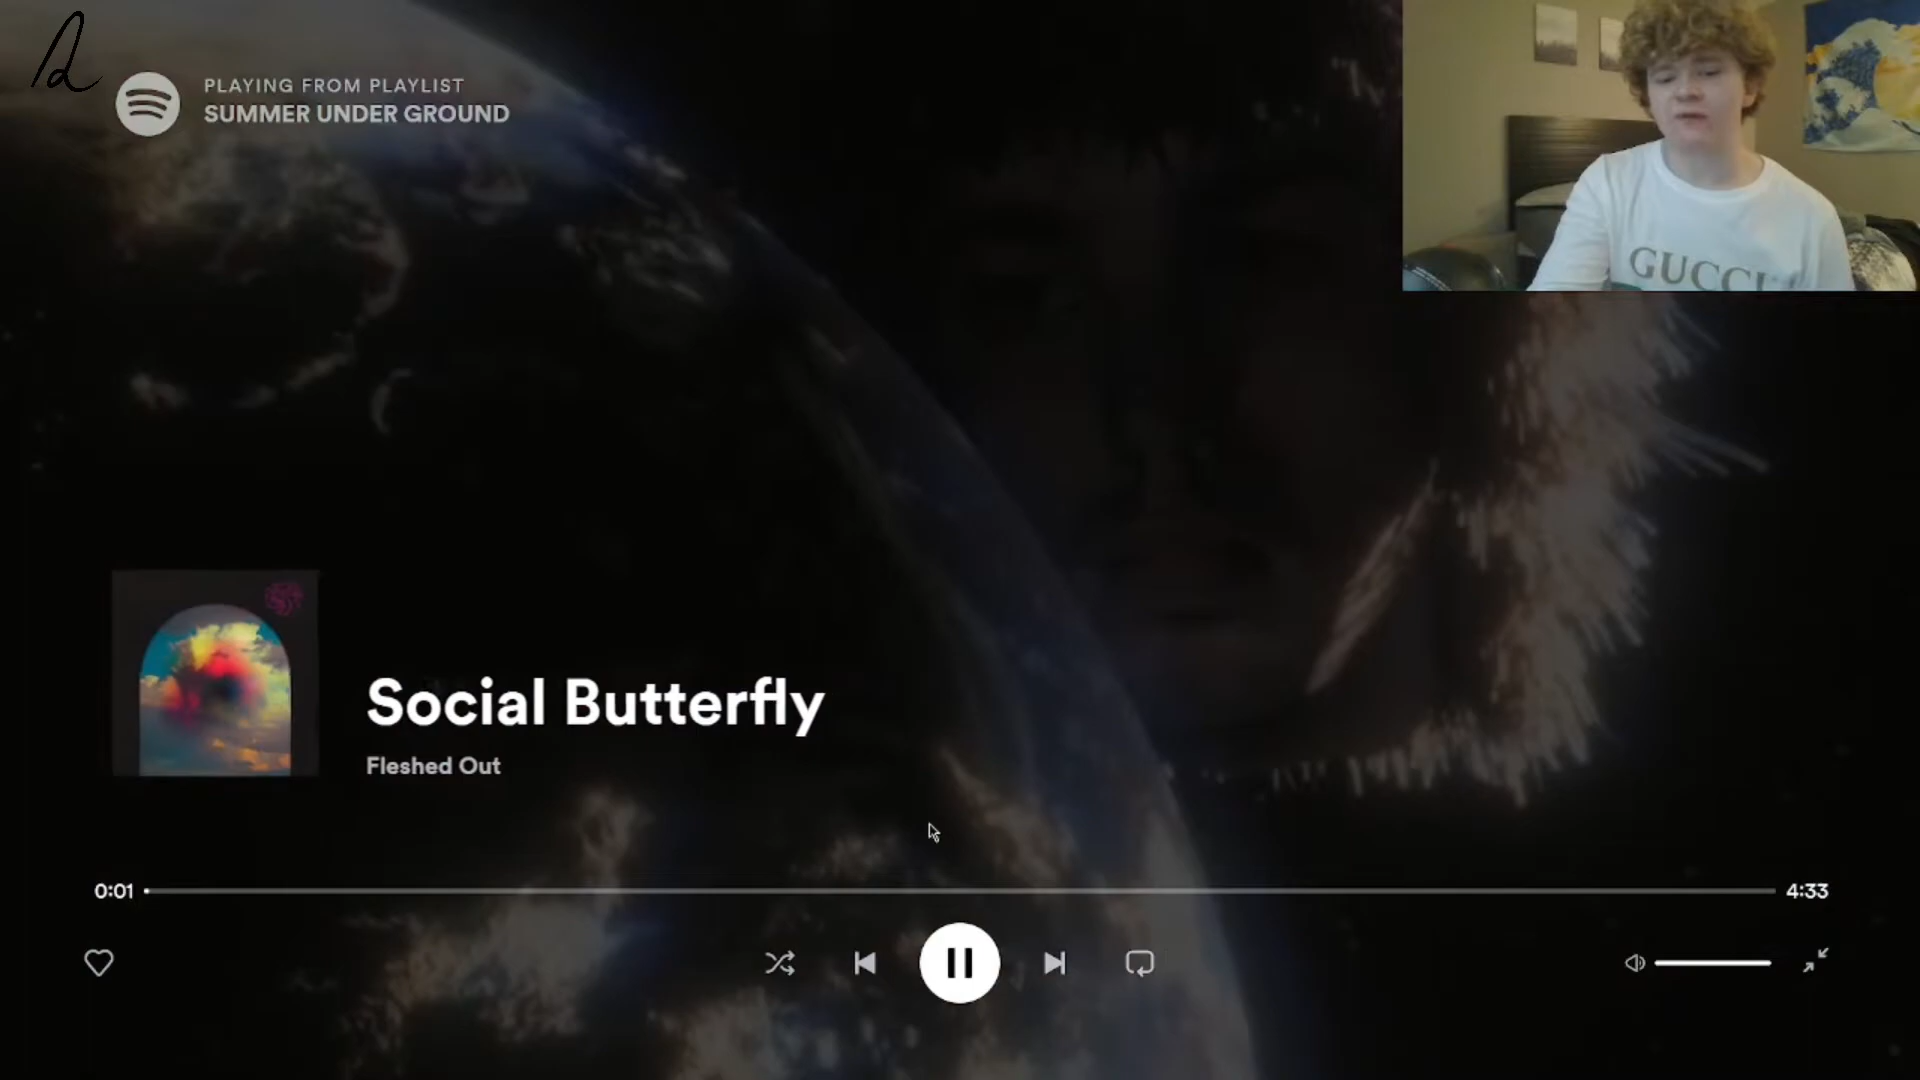 PLAYING FROM PLAYLIST
SUMMER UNDER GROUND
GUCCI
Social Butterfly
Fleshed Out
0:01
4:33